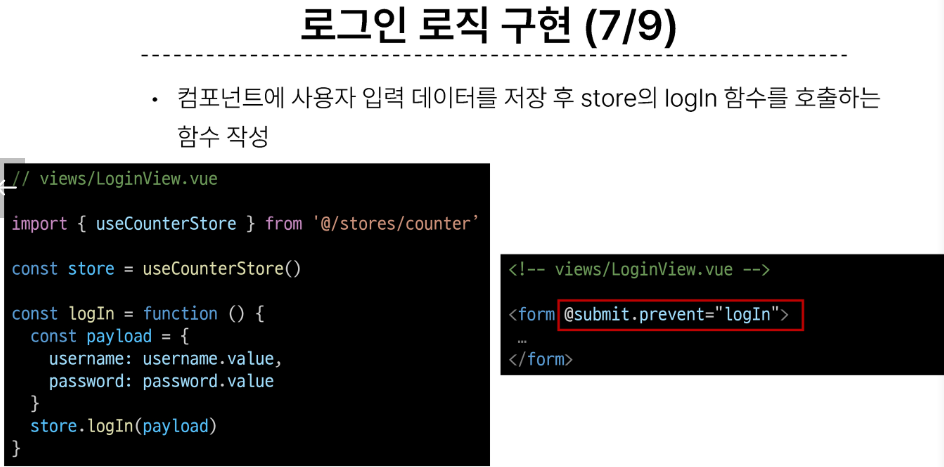 로그인 로직 구현 (7/9)
• 컴포넌트에 사용자 입력 데이터를 저장 후 store의 logIn 함수를 호출하는
함수 작성
// views/LoginView.vue
import { useCounterStore } from '@/stores/counter’
const store = useCounterStore()
const logIn = function () {
const payload = {
username: username.value,
password: password.value
}
store.logIn(payload)
}
<!-- views/LoginView.vue -->
<form @submit.prevent="logIn">
…
</form>